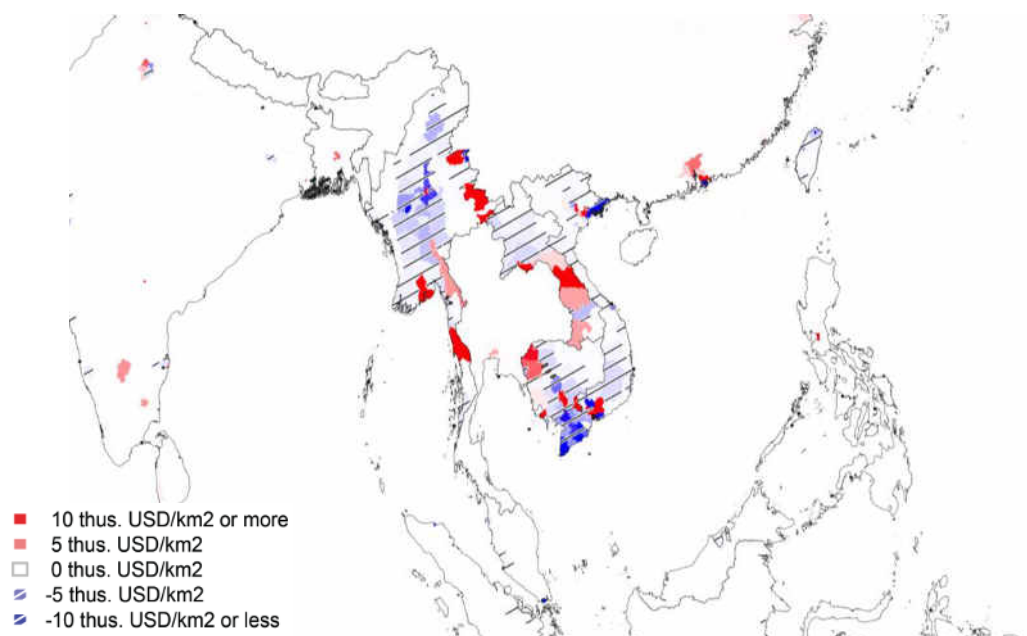 10 thus. USD/km2 or more
5 thus. USD/km2
0 thus. USD/km2
-5 thus. USD/km2
-10 thus. USD/km2 or less